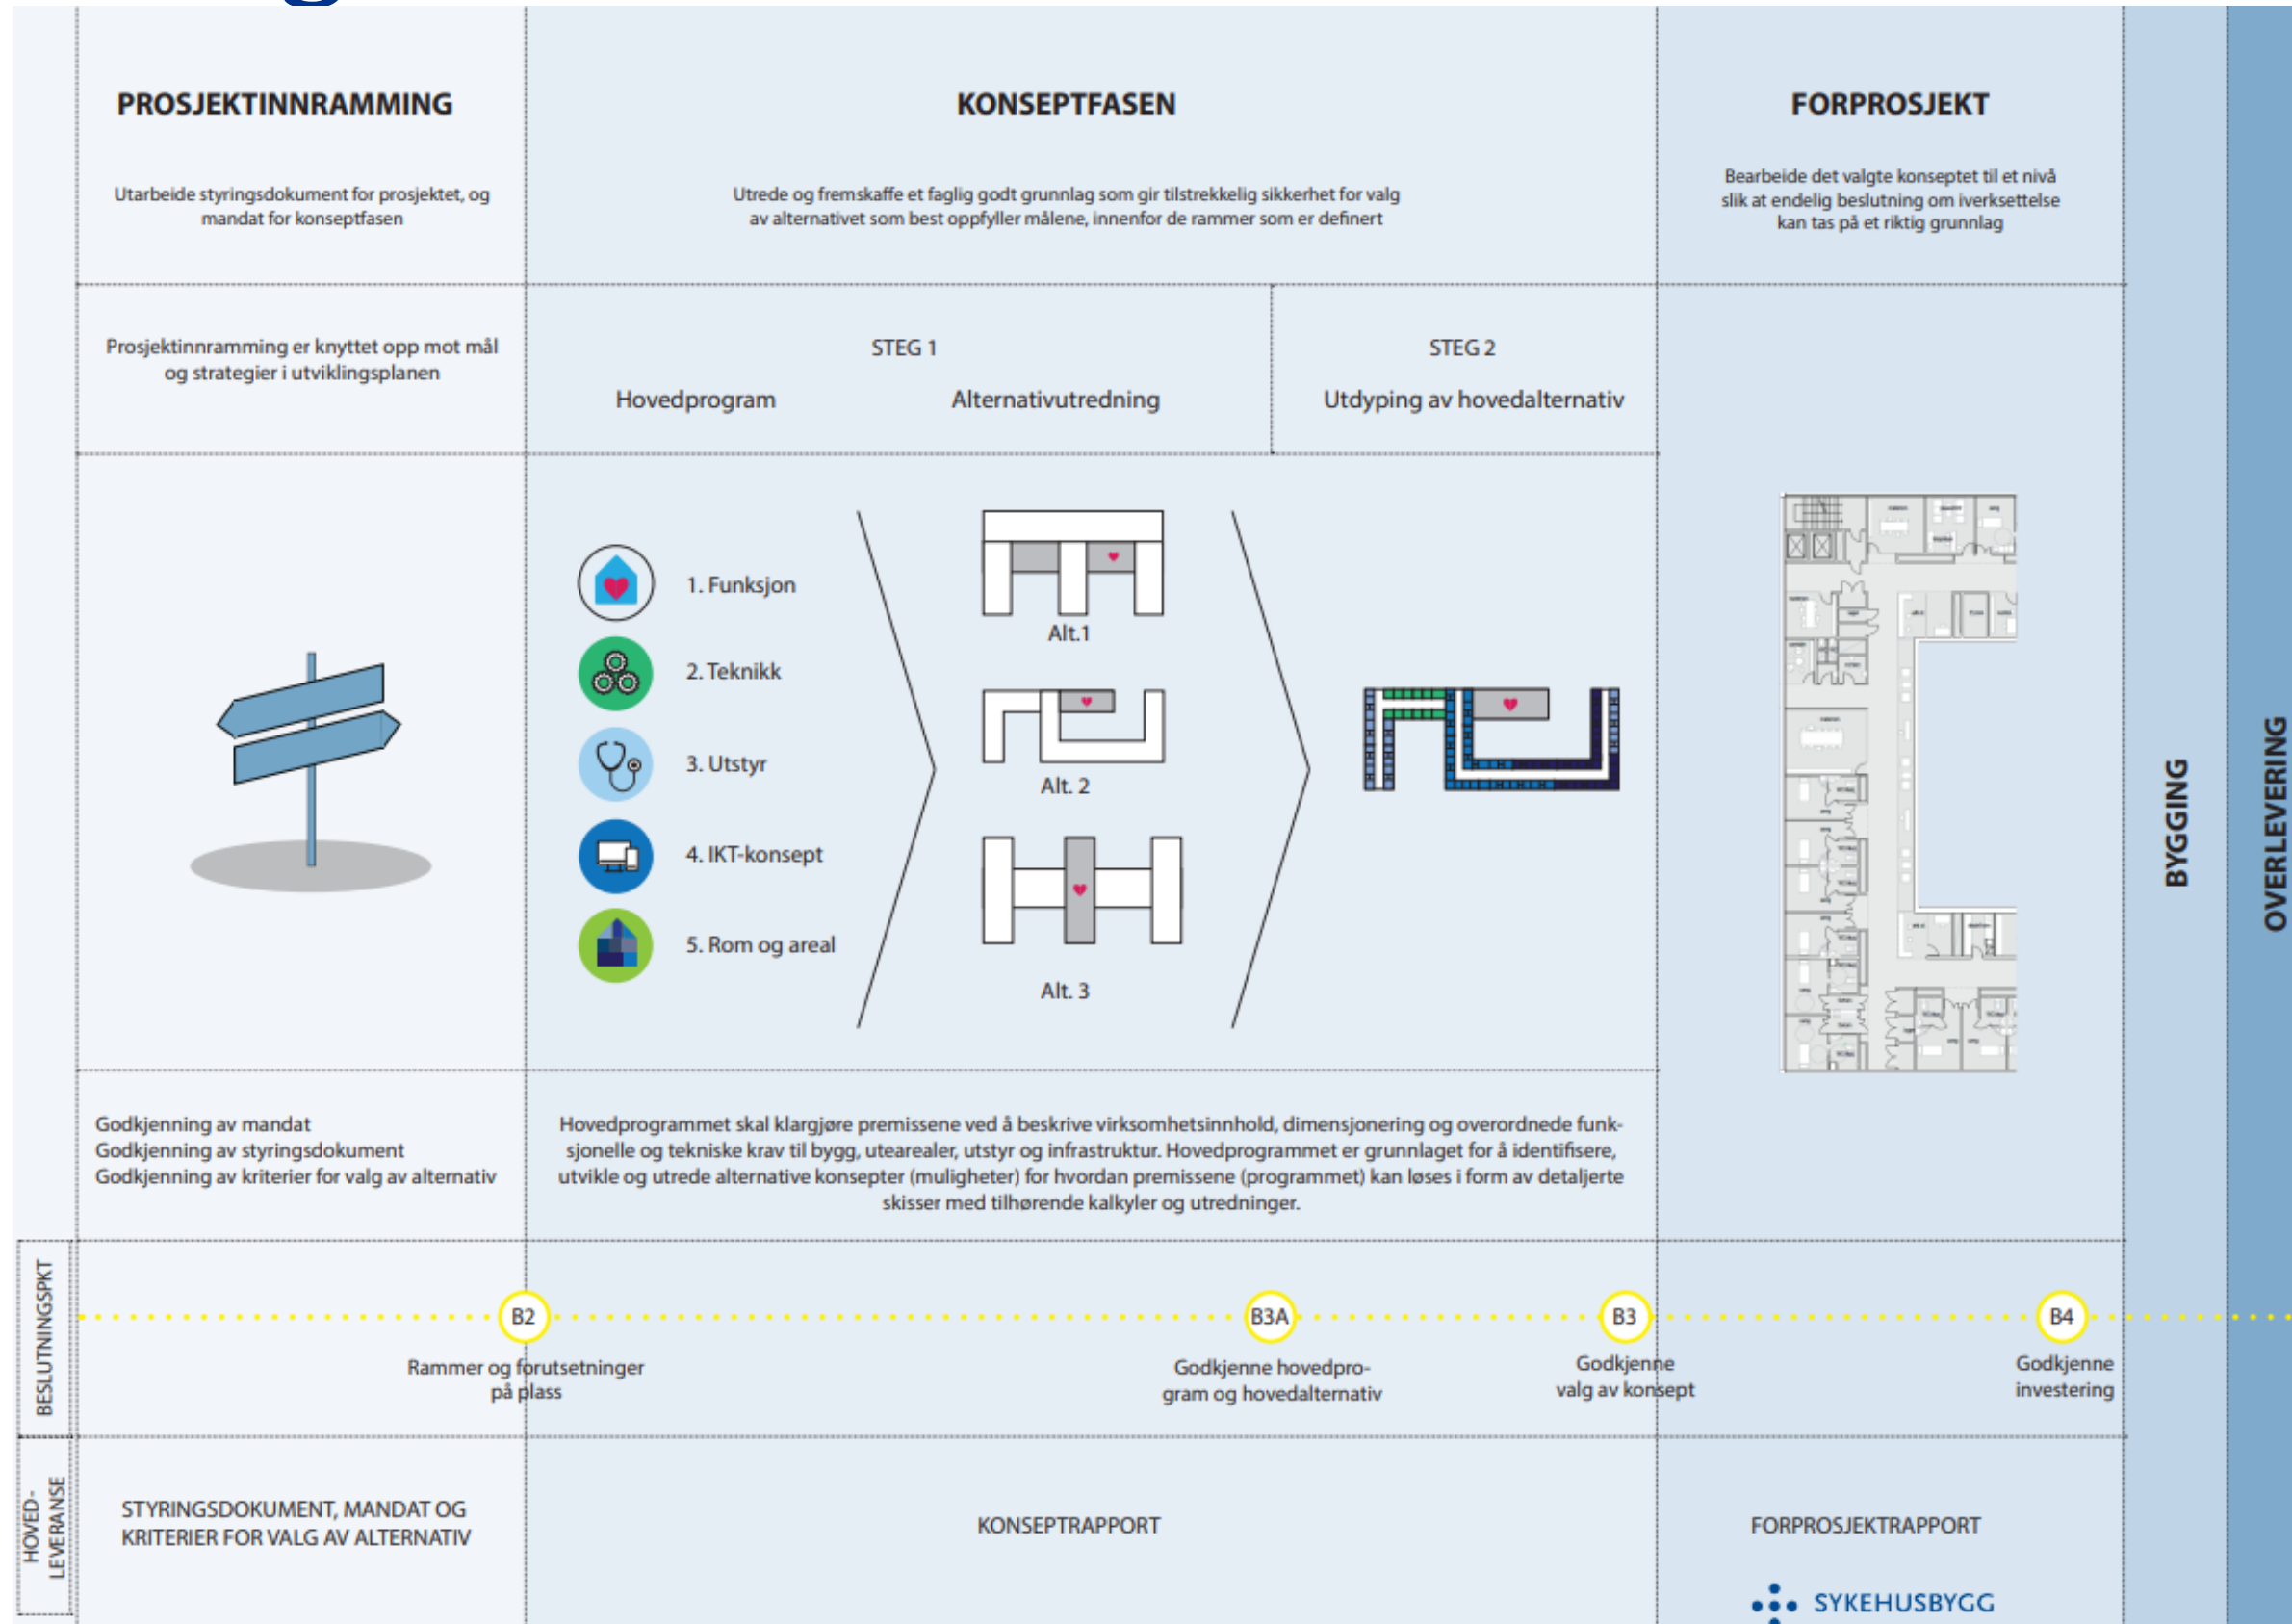 PROSJEKTINNRAMMING
Utarbeide styringsdokument for prosjektet, og
mandat for konseptfasen
KONSEPTFASEN
Utrede og fremskaffe et faglig godt grunnlag som gir tilstrekkelig sikkerhet for valg
av alternativet som best oppfyller målene, innenfor de rammer som er definert
FORPROSJEKT
Bearbeide det valgte konseptet til et nivå
slik at endelig beslutning om iverksettelse
kan tas på et riktig grunnlag
Prosjektinnramming er knyttet opp mot mål
og strategier i utviklingsplanen
STEG 1
Hovedprogram
Alternativutredning
STEG 2
Utdyping av hovedalternativ
1. Funksjon
2. Teknikk
3. Utstyr
4. IKT-konsept
5. Rom og areal
Alt.1
Alt. 2
Alt. 3
BYGGING
OVERLEVERING
Godkjenning av mandat
Godkjenning av styringsdokument
Godkjenning av kriterier for valg av alternativ
Hovedprogrammet skal klargjøre premissene ved å beskrive virksomhetsinnhold, dimensjonering og overordnede funk-
sjonelle og tekniske krav til bygg, utearealer, utstyr og infrastruktur. Hovedprogrammet er grunnlaget for å identifisere,
utvikle og utrede alternative konsepter (muligheter) for hvordan premissene (programmet) kan løses i form av detaljerte
skisser med tilhørende kalkyler og utredninger.
BESLUTNINGSPKT
B2
Rammer og forutsetninger
på plass
B3A
Godkjenne hovedpro-
gram og hovedalternativ
B3
Godkjenne
valg av konsept
B4
Godkjenne
investering
HOVED-
LEVERANSE
STYRINGSDOKUMENT, MANDAT OG
KRITERIER FOR VALG AV ALTERNATIV
KONSEPTRAPPORT
FORPROSJEKTRAPPORT
SYKEHUSBYGG